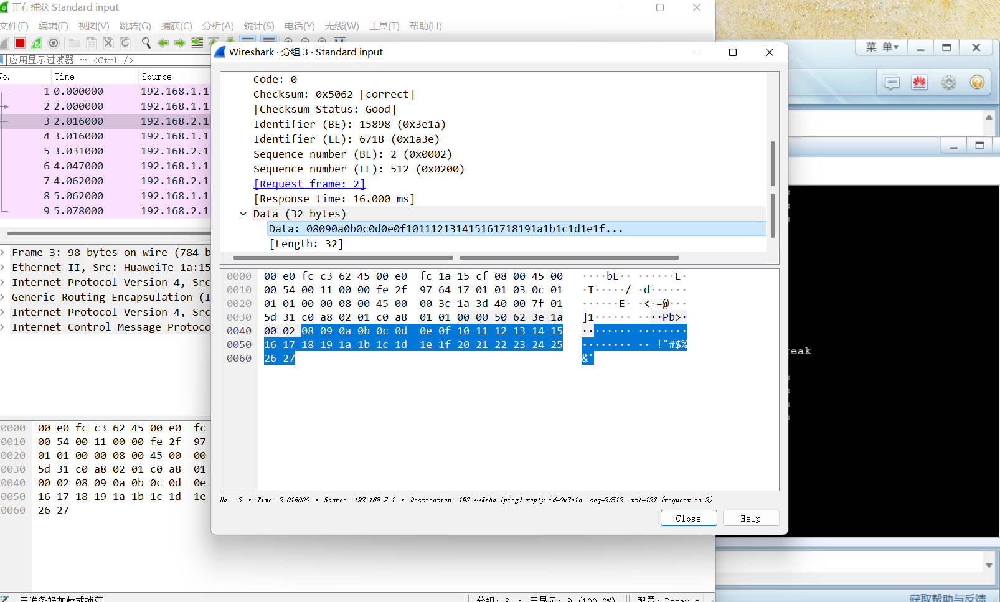 正在捕获 Standard input
文件(F) 编辑(E) 视图(V) 跳转(G) 捕获(C) 分析(A) 统计(S) 电话(Y) 无线(W) 工具(T) 帮助(H)
应用显示过滤器 … <Ctrl-/>
No. Time Source
1 0.000000 192.168.1.1
2 2.000000 192.168.1.1
3 2.016000 192.168.2.1
4 3.016000 192.168.1.1
5 3.031000 192.168.2.1
6 4.047000 192.168.1.1
7 4.062000 192.168.2.1
8 5.062000 192.168.1.1
9 5.078000 192.168.2.1
Frame 3: 98 bytes on wire (784 b
Ethernet II, Src: HuaweiTe_1a:15
Internet Protocol Version 4, Src
Generic Routing Encapsulation (I
Internet Protocol Version 4, Src
Internet Control Message Protoco
0000 00 e0 fc c3 62 45 00 e0 fc
0010 00 54 00 11 00 00 fe 2f 97
0020 01 01 00 00 08 00 45 00 00
0030 5d 31 c0 a8 02 01 c0 a8 01
0040 00 02 08 09 0a 0b 0c 0d 0e
0050 16 17 18 19 1a 1b 1c 1d 1e
0060 26 27
已准备好加载或捕获
分组: 9 · 已显示: 9 (100.0%)
配置: Default
Wireshark · 分组 3 · Standard input
Code: 0
Checksum: 0x5062 [correct]
[Checksum Status: Good]
Identifier (BE): 15898 (0x3e1a)
Identifier (LE): 6718 (0x1a3e)
Sequence number (BE): 2 (0x0002)
Sequence number (LE): 512 (0x0200)
[Request frame: 2]
[Response time: 16.000 ms]
Data (32 bytes)
Data: 08090a0b0c0d0e0f101112131415161718191a1b1c1d1e1f...
[Length: 32]
0000 00 e0 fc c3 62 45 00 e0 fc 1a 15 cf 08 00 45 00 ····bE·· ······E·
0010 00 54 00 11 00 00 fe 2f 97 64 17 01 01 03 0c 01 ·T·····/ ·d······
0020 01 01 00 00 08 00 45 00 00 3c 1a 3d 40 00 7f 01 ······E· ·<·=@···
0030 5d 31 c0 a8 02 01 c0 a8 01 01 00 00 50 62 3e 1a ]1······ ····Pb>·
0040 00 02 08 09 0a 0b 0c 0d 0e 0f 10 11 12 13 14 15 ········ ········
0050 16 17 18 19 1a 1b 1c 1d 1e 1f 20 21 22 23 24 25 ········ ·· !"#$%
0060 26 27 &'
No.: 3 · Time: 2.016000 · Source: 192.168.2.1 · Destination: 192.…Echo (ping) reply id=0x3e1a, seq=2/512, ttl=127 (request in 2)
Close Help
菜 单
eak
获取帮助与反馈